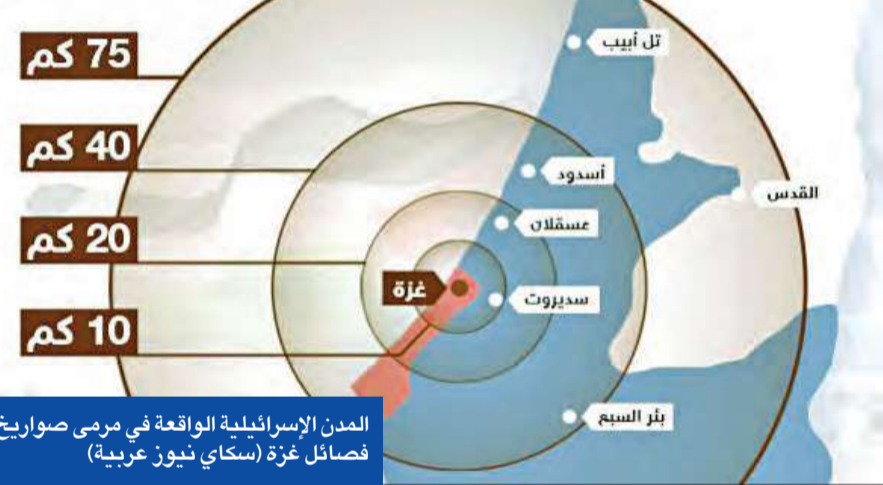 75 كم
تل أبيب
40 كم
أسدود
القدس
عسقلان
20 كم
غزة
سديروت
10 كم
بئر السبع
المدن الإسرائيلية الواقعة في مرمى صواريخ
فصائل غزة (سكاي نيوز عربية)